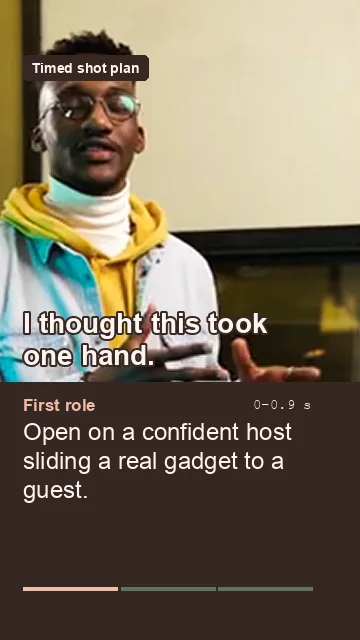 Timed shot plan
I thought this took
one hand.
First role
0–0.9 s
Open on a confident host
sliding a real gadget to a
guest.